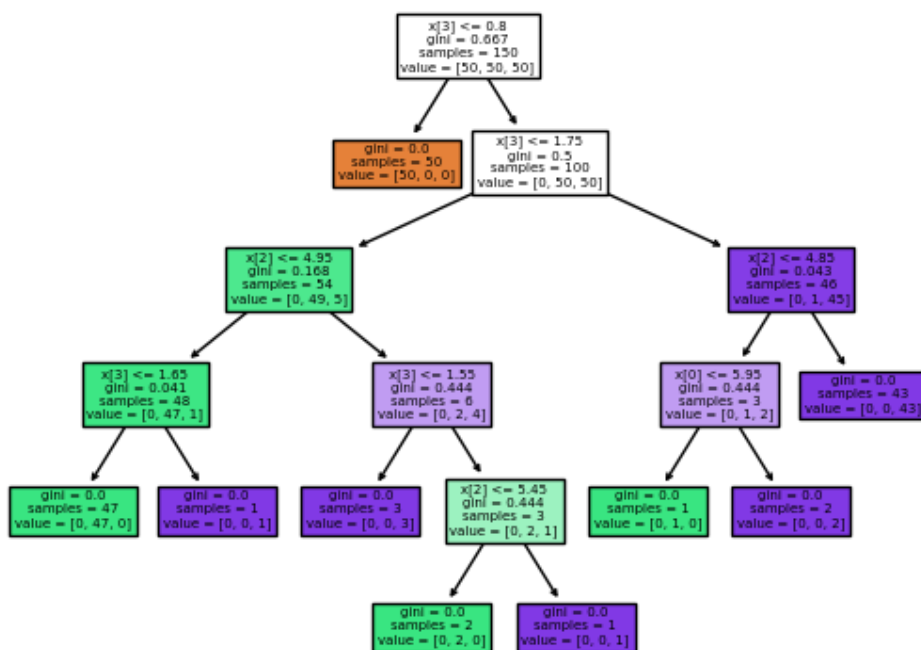 x[3] <= 0.8
gini = 0.667
samples = 150
value = [50, 50, 50]
gini = 0.0
samples = 50
value = [50, 0, 0]
x[3] <= 1.75
gini = 0.5
samples = 100
value = [0, 50, 50]
x[2] <= 4.95
gini = 0.168
samples = 54
value = [0, 49, 5]
x[2] <= 4.85
gini = 0.043
samples = 46
value = [0, 1, 45]
x[3] <= 1.65
gini = 0.041
samples = 48
value = [0, 47, 1]
x[3] <= 1.55
gini = 0.444
samples = 6
value = [0, 2, 4]
x[0] <= 5.95
gini = 0.444
samples = 3
value = [0, 1, 2]
gini = 0.0
samples = 43
value = [0, 0, 43]
gini = 0.0
samples = 47
value = [0, 47, 0]
gini = 0.0
samples = 1
value = [0, 0, 1]
gini = 0.0
samples = 3
value = [0, 0, 3]
x[2] <= 5.45
gini = 0.444
samples = 3
value = [0, 2, 1]
gini = 0.0
samples = 1
value = [0, 1, 0]
gini = 0.0
samples = 2
value = [0, 0, 2]
gini = 0.0
samples = 2
value = [0, 2, 0]
gini = 0.0
samples = 1
value = [0, 0, 1]